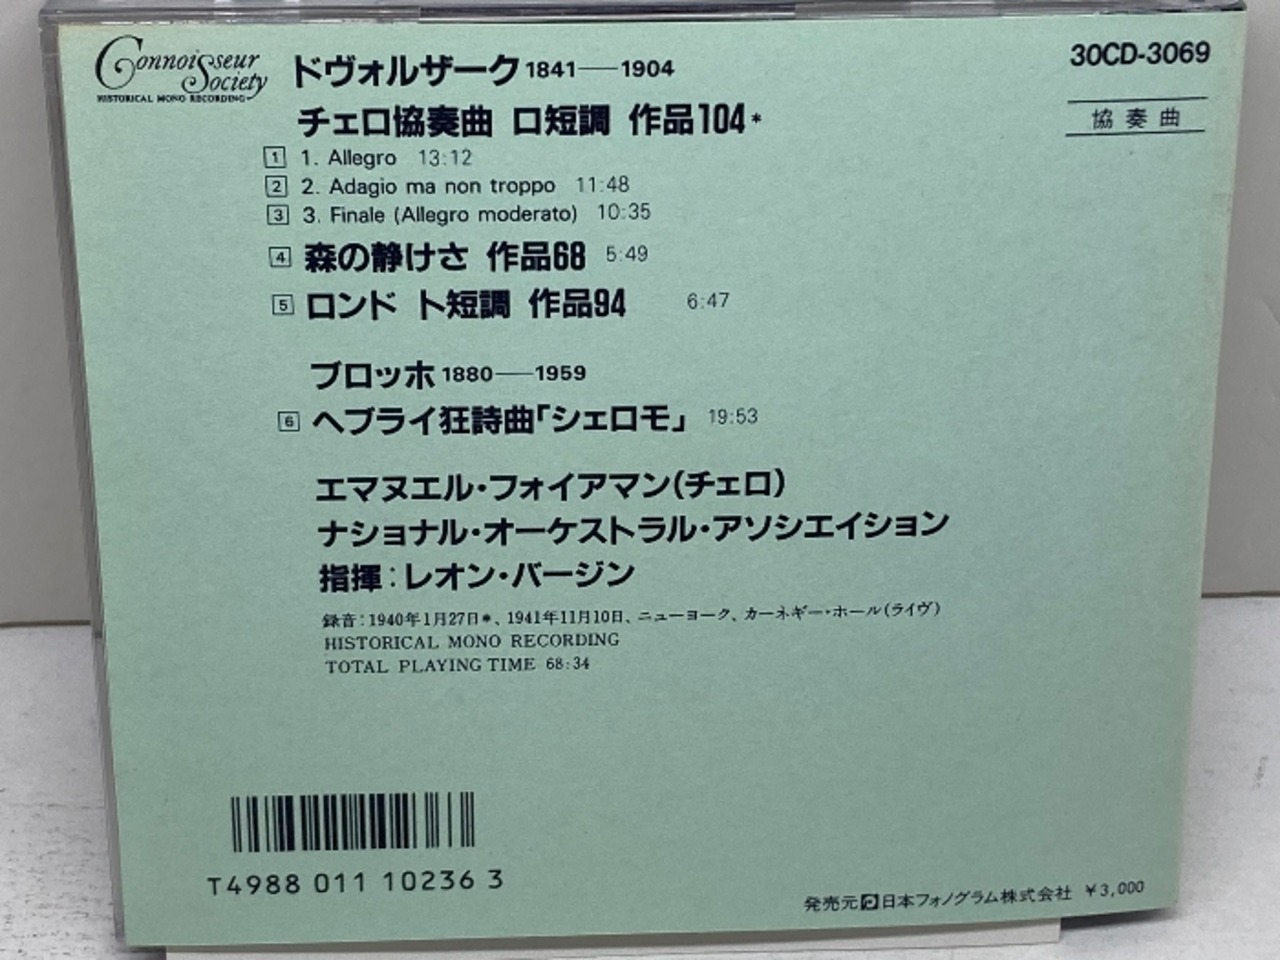 Connoisseur Society
HISTORICAL MONO RECORDING
30CD-3069
協奏曲
ドヴォルザーク 1841—1904
チェロ協奏曲 ロ短調 作品104*
1 1. Allegro 13:12
2 2. Adagio ma non troppo 11:48
3 3. Finale (Allegro moderato) 10:35
4 森の静けさ 作品68 5:49
5 ロンド ト短調 作品94 6:47
ブロッホ 1880—1959
6 ヘブライ狂詩曲「シェロモ」 19:53
エマヌエル・フォイアマン(チェロ)
ナショナル・オーケストラル・アソシエイション
指揮:レオン・バージン
録音:1940年1月27日*、1941年11月10日、ニューヨーク、カーネギー・ホール(ライヴ)
HISTORICAL MONO RECORDING
TOTAL PLAYING TIME 68:34
T4988 011 10236 3
発売元 日本フォノグラム株式会社 ¥3,000